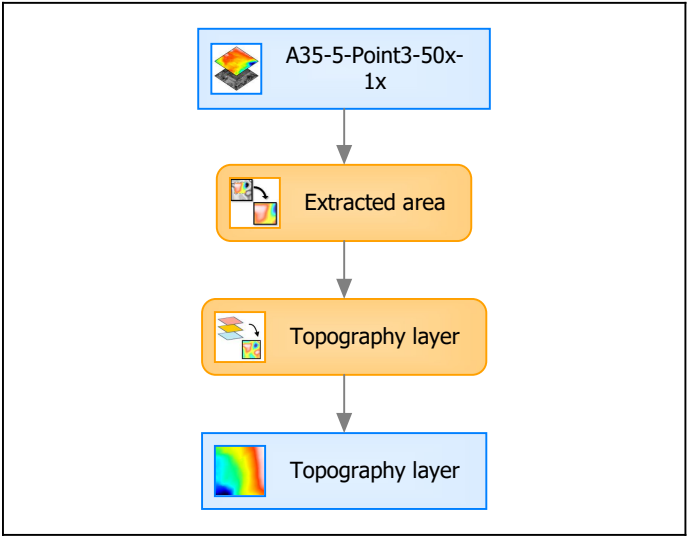 A35-5-Point3-50x-
1x
Extracted area
Topography layer
Topography layer